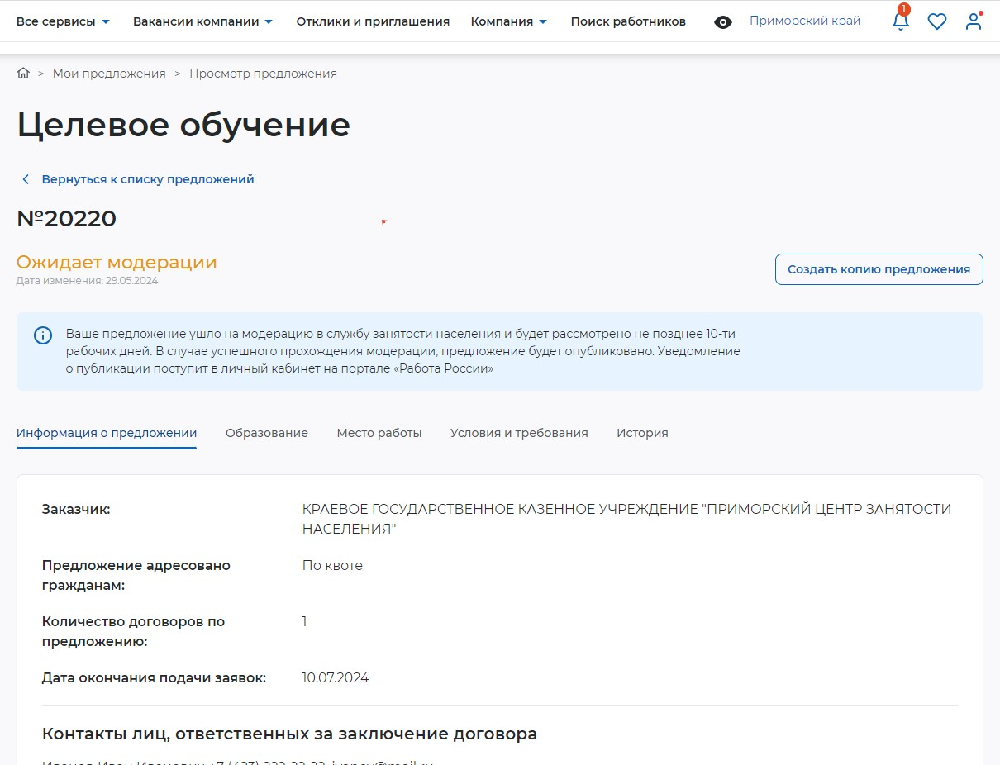 Все сервисы Вакансии компании Отклики и приглашения Компания Поиск работников Приморский край 1
> Мои предложения > Просмотр предложения
Целевое обучение
Вернуться к списку предложений
№20220
Ожидает модерации
Дата изменения: 29.05.2024
Создать копию предложения
Ваше предложение ушло на модерацию в службу занятости населения и будет рассмотрено не позднее 10-ти
рабочих дней. В случае успешного прохождения модерации, предложение будет опубликовано. Уведомление
о публикации поступит в личный кабинет на портале «Работа России»
Информация о предложении Образование Место работы Условия и требования История
Заказчик: КРАЕВОЕ ГОСУДАРСТВЕННОЕ КАЗЕННОЕ УЧРЕЖДЕНИЕ "ПРИМОРСКИЙ ЦЕНТР ЗАНЯТОСТИ
НАСЕЛЕНИЯ"
Предложение адресовано По квоте
гражданам:
Количество договоров по 1
предложению:
Дата окончания подачи заявок: 10.07.2024
Контакты лиц, ответственных за заключение договора